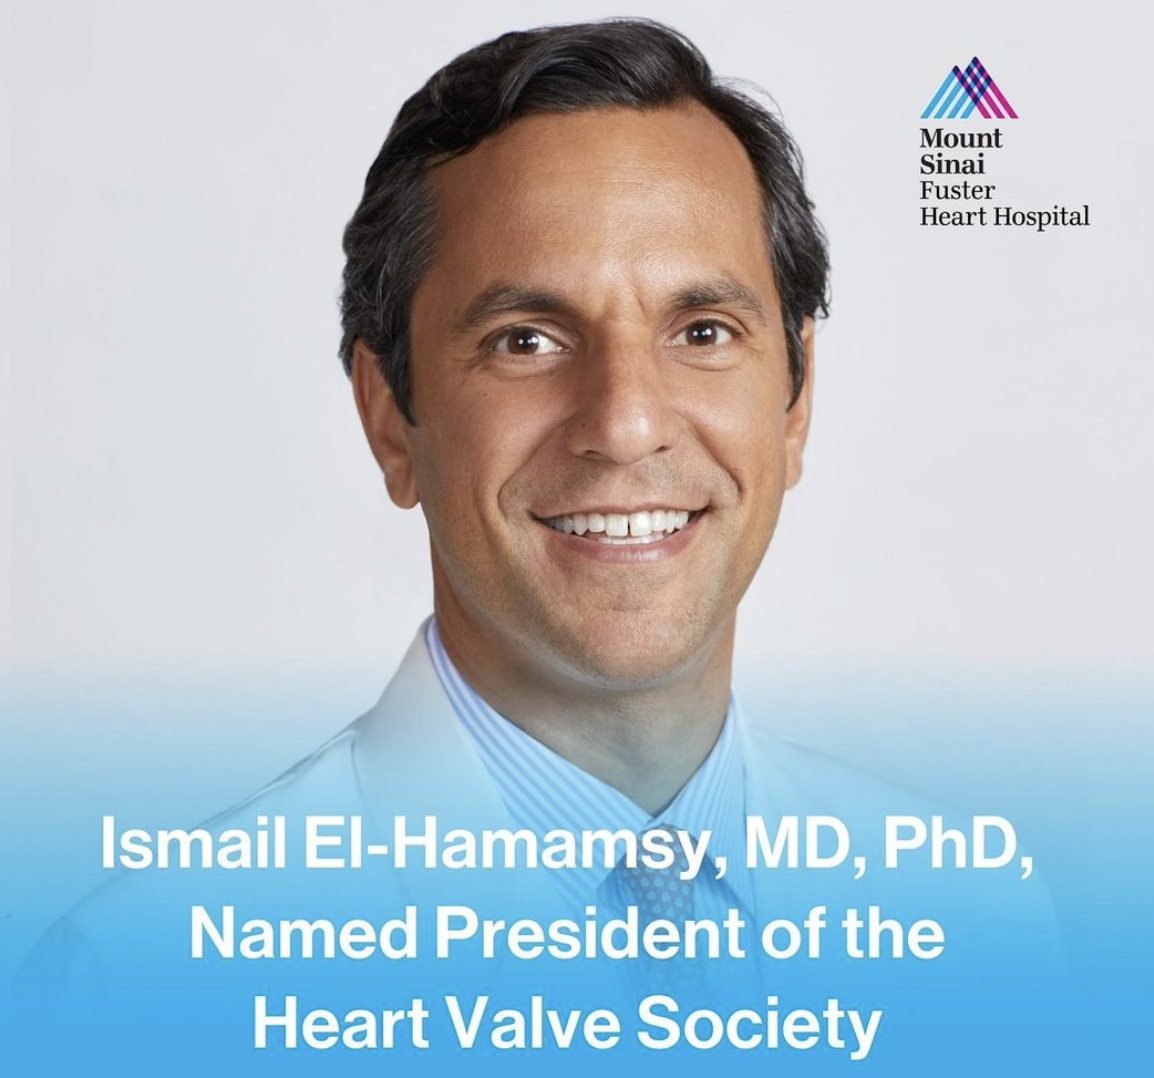 Mount
Sinai
Fuster
Heart Hospital
Ismail El-Hamamsy, MD, PhD,
Named President of the
Heart Valve Society